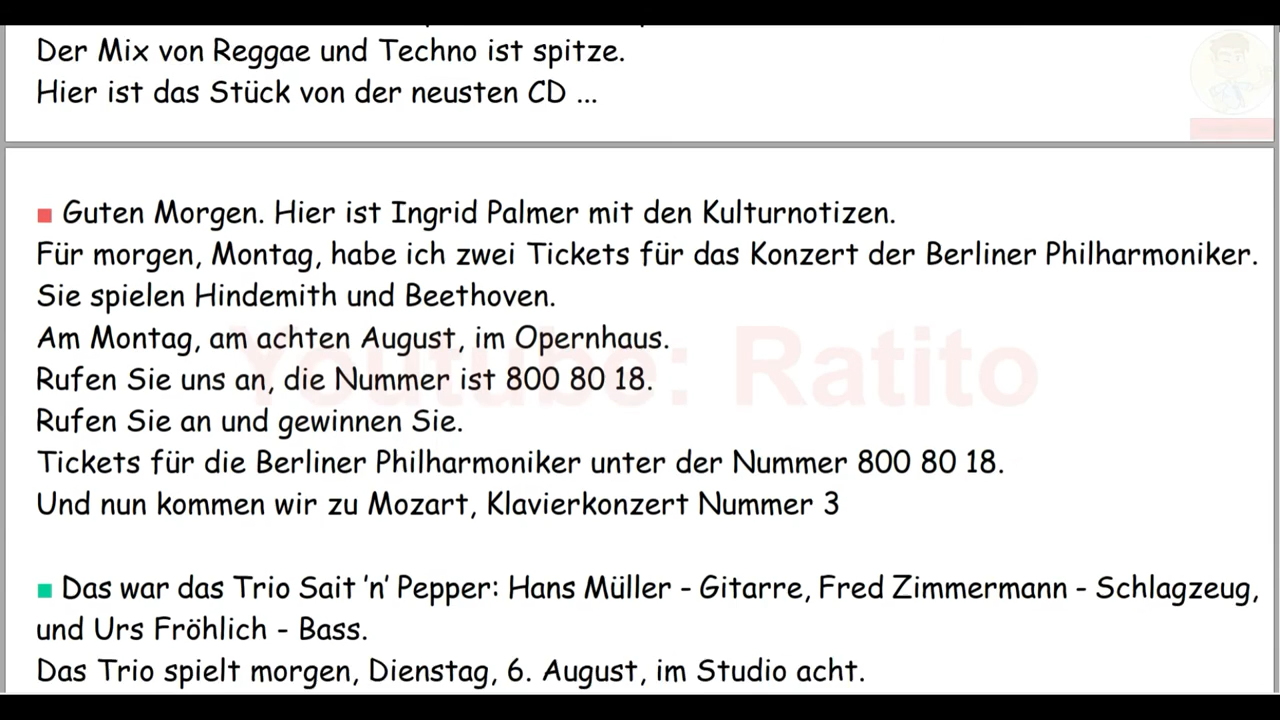 Der Mix von Reggae und Techno ist spitze.
Hier ist das Stück von der neusten CD ...
Guten Morgen. Hier ist Ingrid Palmer mit den Kulturnotizen.
Für morgen, Montag, habe ich zwei Tickets für das Konzert der Berliner Philharmoniker.
Sie spielen Hindemith und Beethoven.
Am Montag, am achten August, im Opernhaus.
Youtube: Ratito
Rufen Sie uns an, die Nummer ist 800 80 18.
Rufen Sie an und gewinnen Sie.
Tickets für die Berliner Philharmoniker unter der Nummer 800 80 18.
Und nun kommen wir zu Mozart, Klavierkonzert Nummer 3
Das war das Trio Sait ’n’ Pepper: Hans Müller - Gitarre, Fred Zimmermann - Schlagzeug,
und Urs Fröhlich - Bass.
Das Trio spielt morgen, Dienstag, 6. August, im Studio acht.